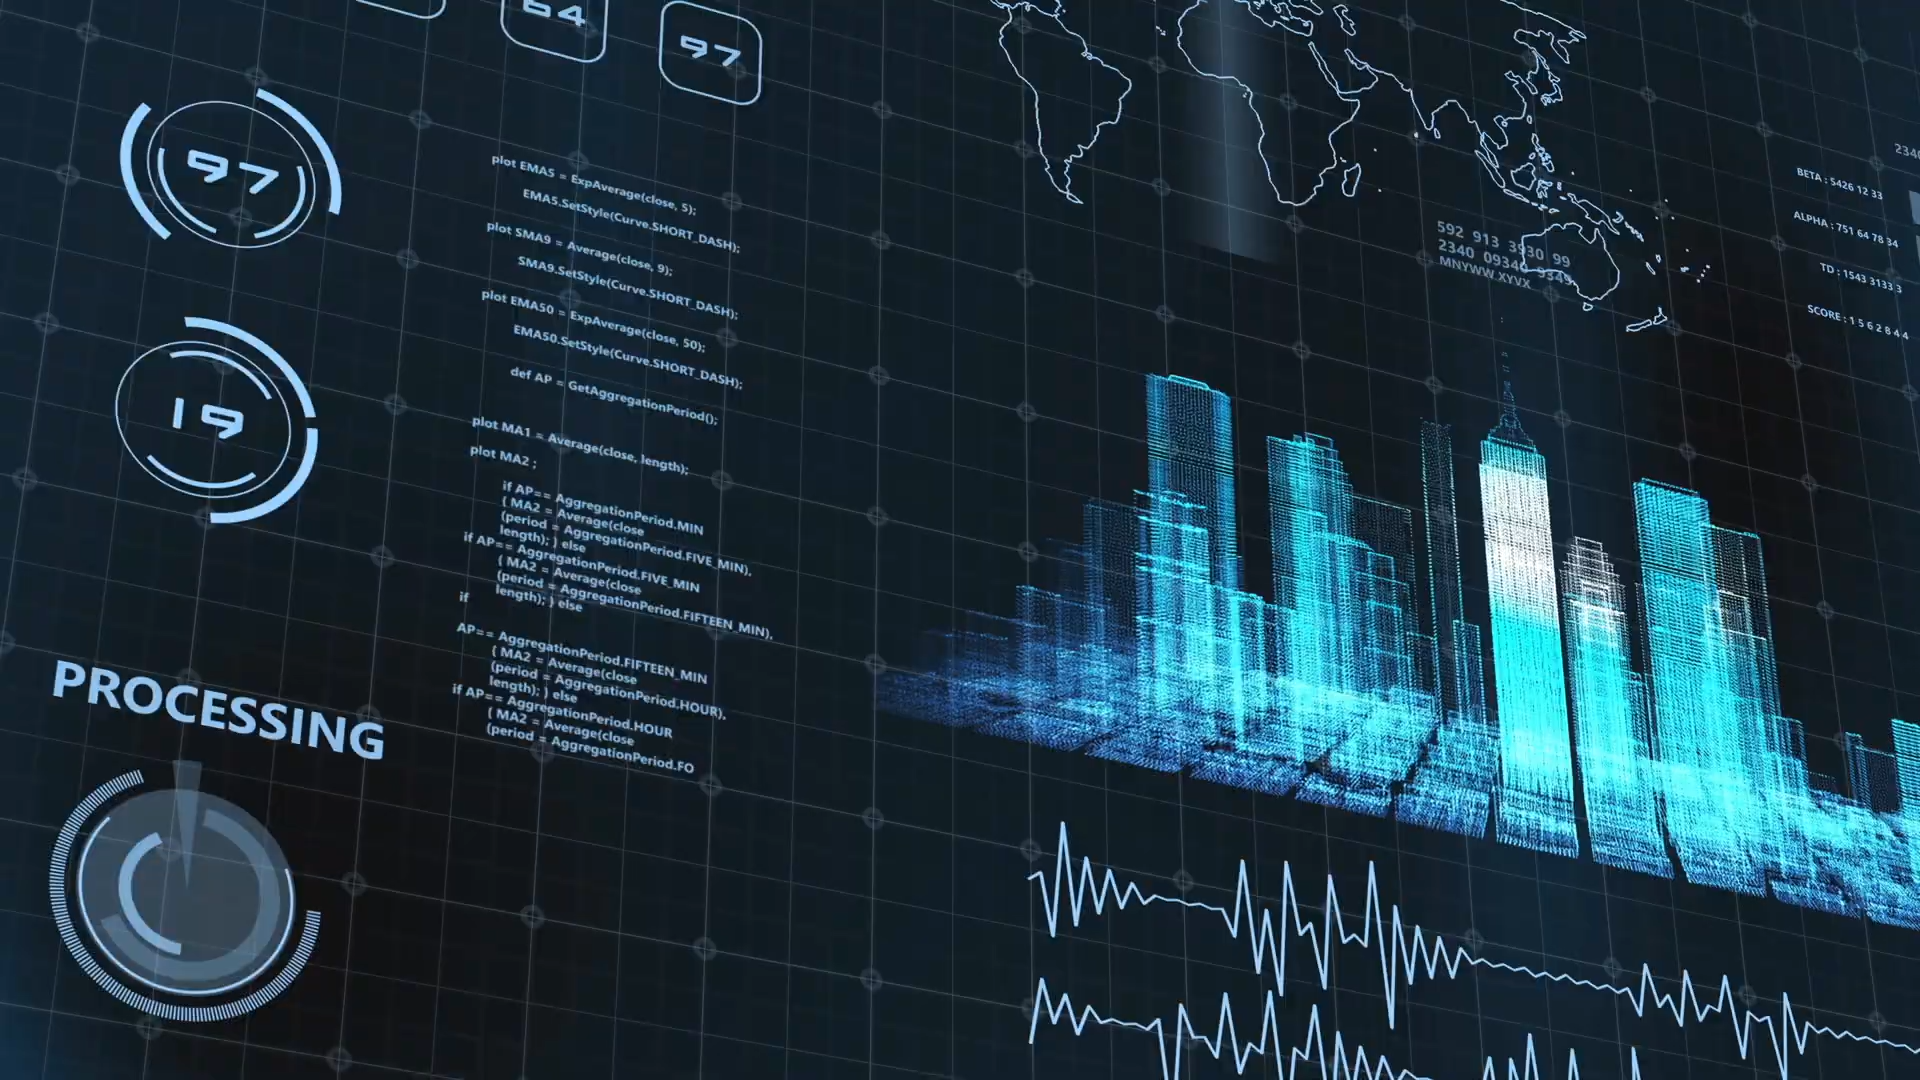 64
97
97
19
PROCESSING
plot EMA5 = ExpAverage(close, 5);
EMA5.SetStyle(Curve.SHORT_DASH);
plot SMA9 = Average(close, 9);
SMA9.SetStyle(Curve.SHORT_DASH);
plot EMA50 = ExpAverage(close, 50);
EMA50.SetStyle(Curve.SHORT_DASH);
def AP = GetAggregationPeriod();
plot MA1 = Average(close, length);
plot MA2 ;
if AP== AggregationPeriod.MIN
{ MA2 = Average(close
(period = AggregationPeriod.FIVE_MIN),
length); } else
if AP== AggregationPeriod.FIVE_MIN
{ MA2 = Average(close
(period = AggregationPeriod.FIFTEEN_MIN),
length); } else
if
AP== AggregationPeriod.FIFTEEN_MIN
{ MA2 = Average(close
(period = AggregationPeriod.HOUR),
length); } else
if AP== AggregationPeriod.HOUR
{ MA2 = Average(close
(period = AggregationPeriod.FO
592 913 3930 99
2340 09340 9349
MNYWW.XYVX
2340
BETA : 5426 12 33
ALPHA : 751 64 78 34
TD : 1543 3133 3
SCORE : 1 5 6 2 8 4 4